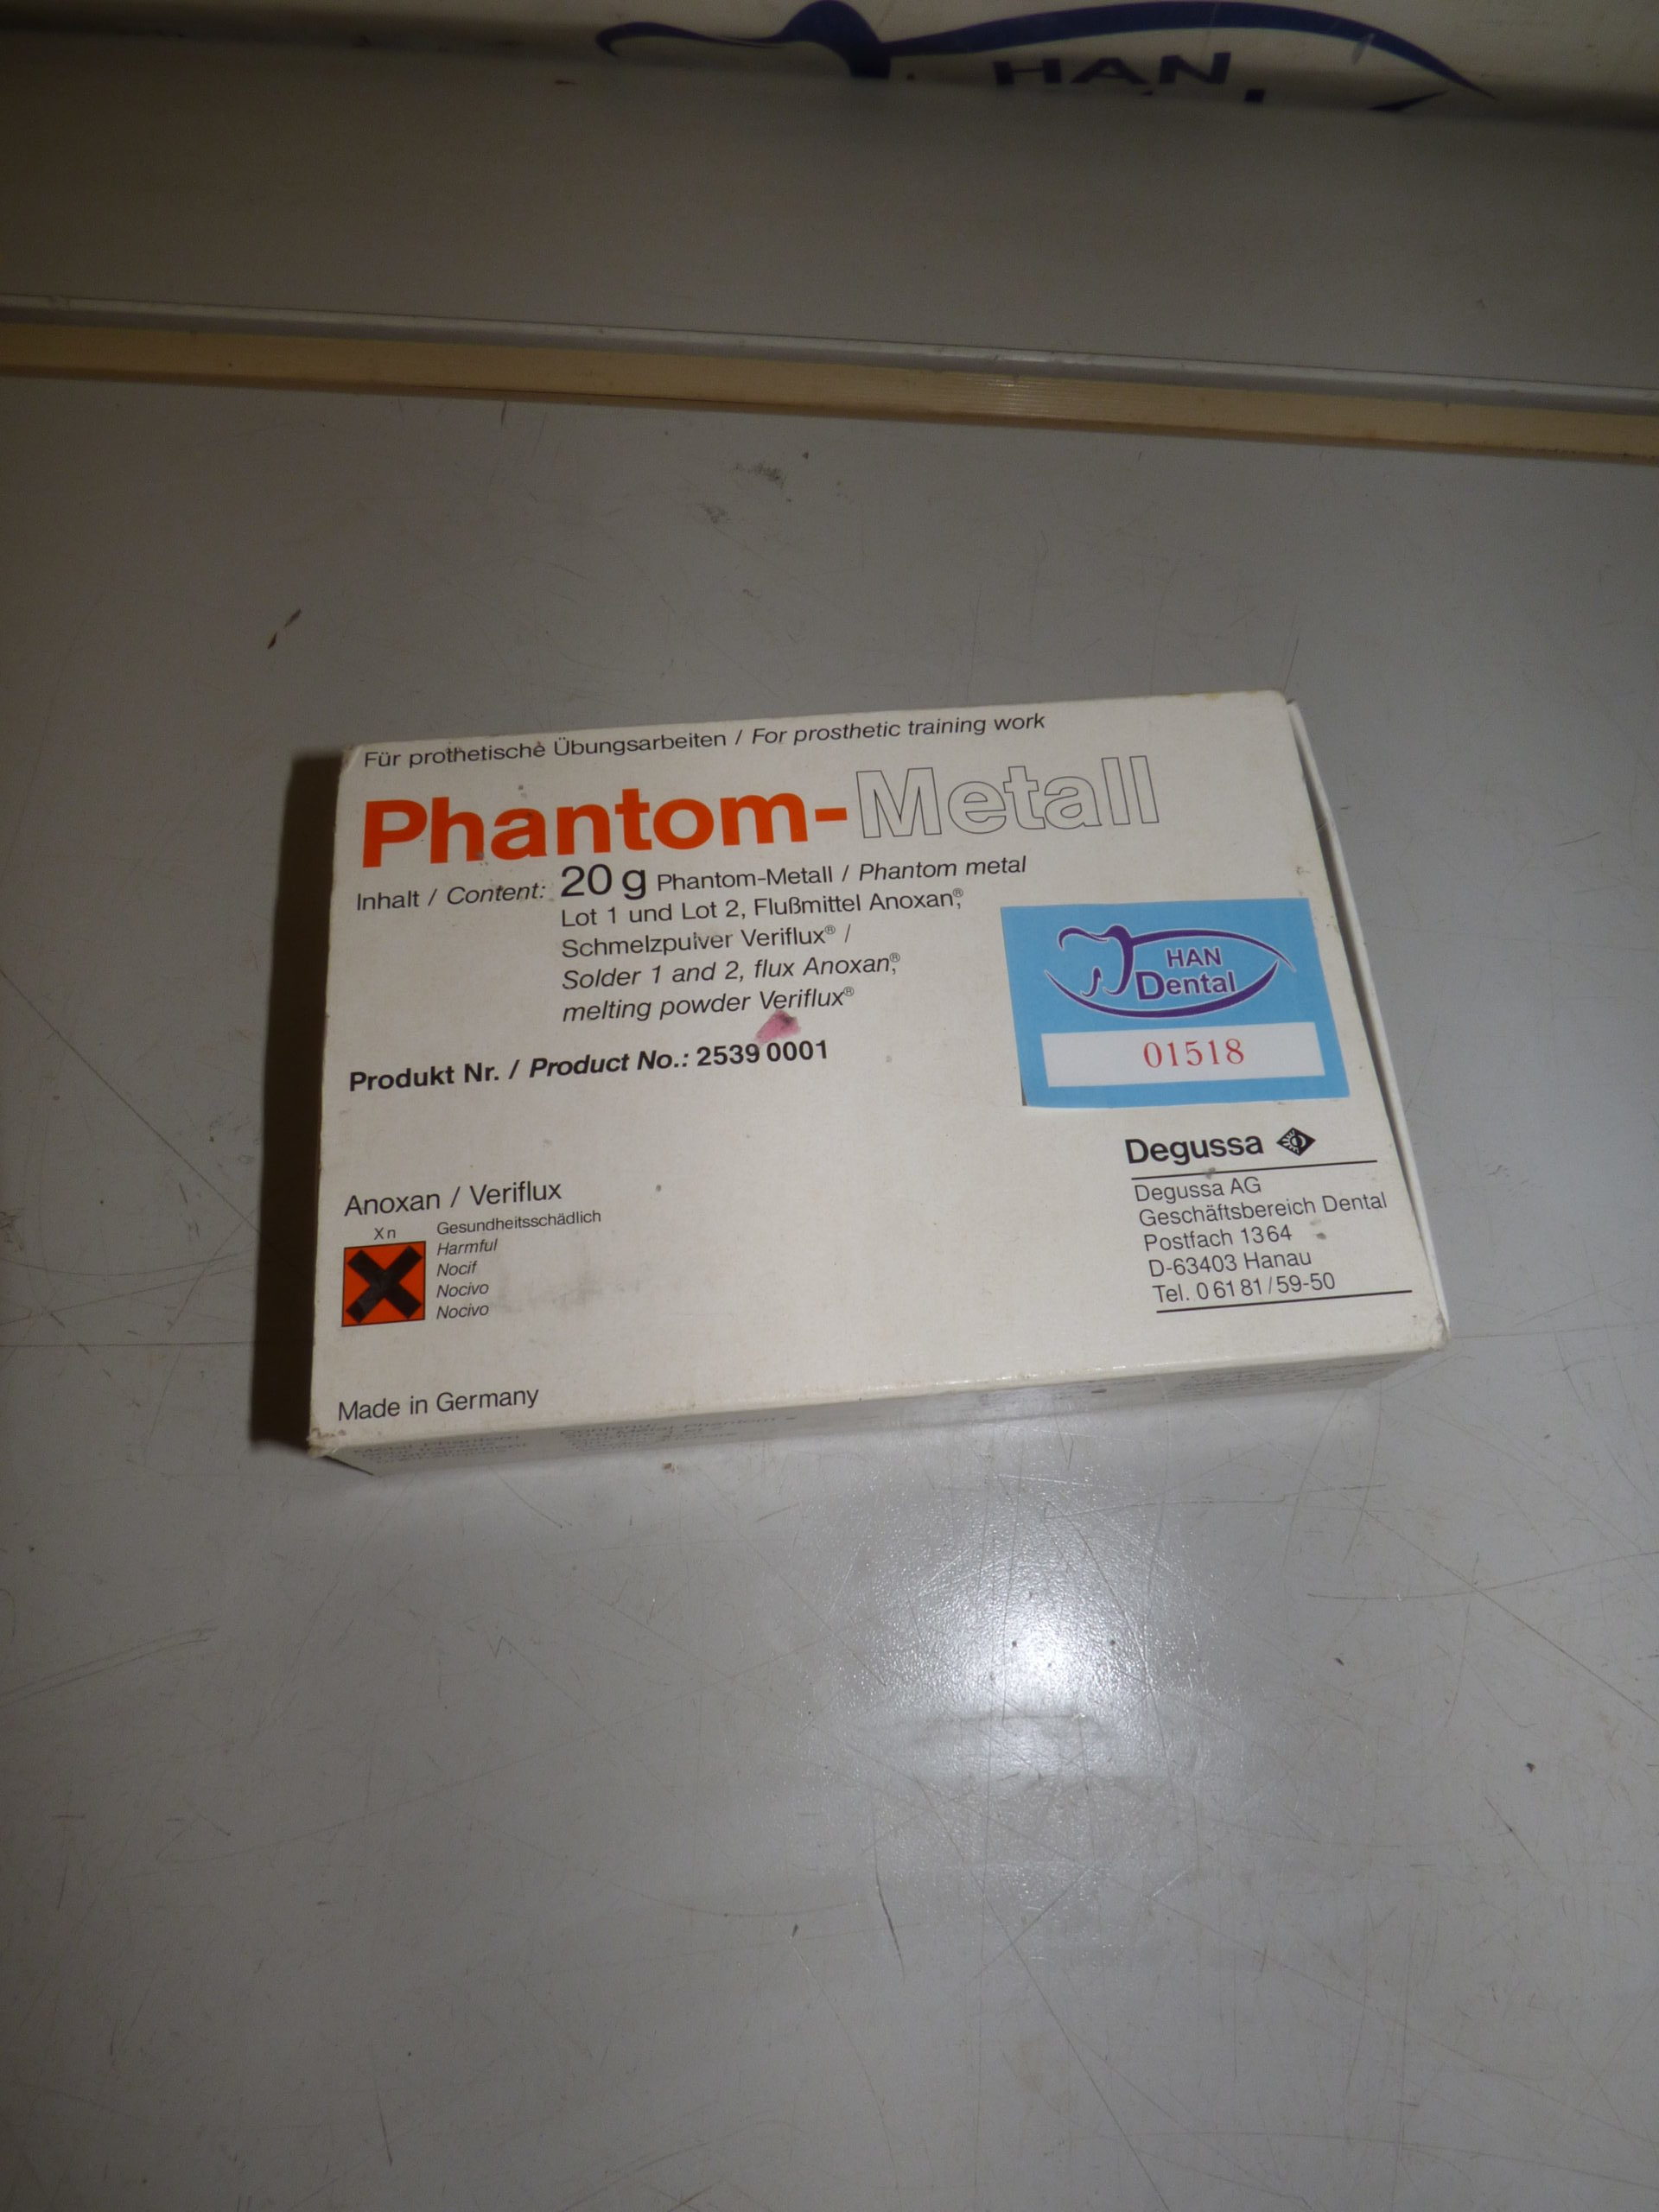 HAN
Für prothetische Übungsarbeiten / For prosthetic training work
Phantom-Metall
Inhalt / Content: 20 g Phantom-Metall / Phantom metal
Lot 1 und Lot 2, Flußmittel Anoxan®,
Schmelzpulver Veriflux® /
Solder 1 and 2, flux Anoxan®,
melting powder Veriflux®
Produkt Nr. / Product No.: 2539 0001
HAN
Dental
01518
Degussa
Degussa AG
Geschäftsbereich Dental
Postfach 1364
D-63403 Hanau
Tel. 0 61 81 / 59-50
Anoxan / Veriflux
Xn
Gesundheitsschädlich
Harmful
Nocif
Nocivo
Nocivo
Made in Germany